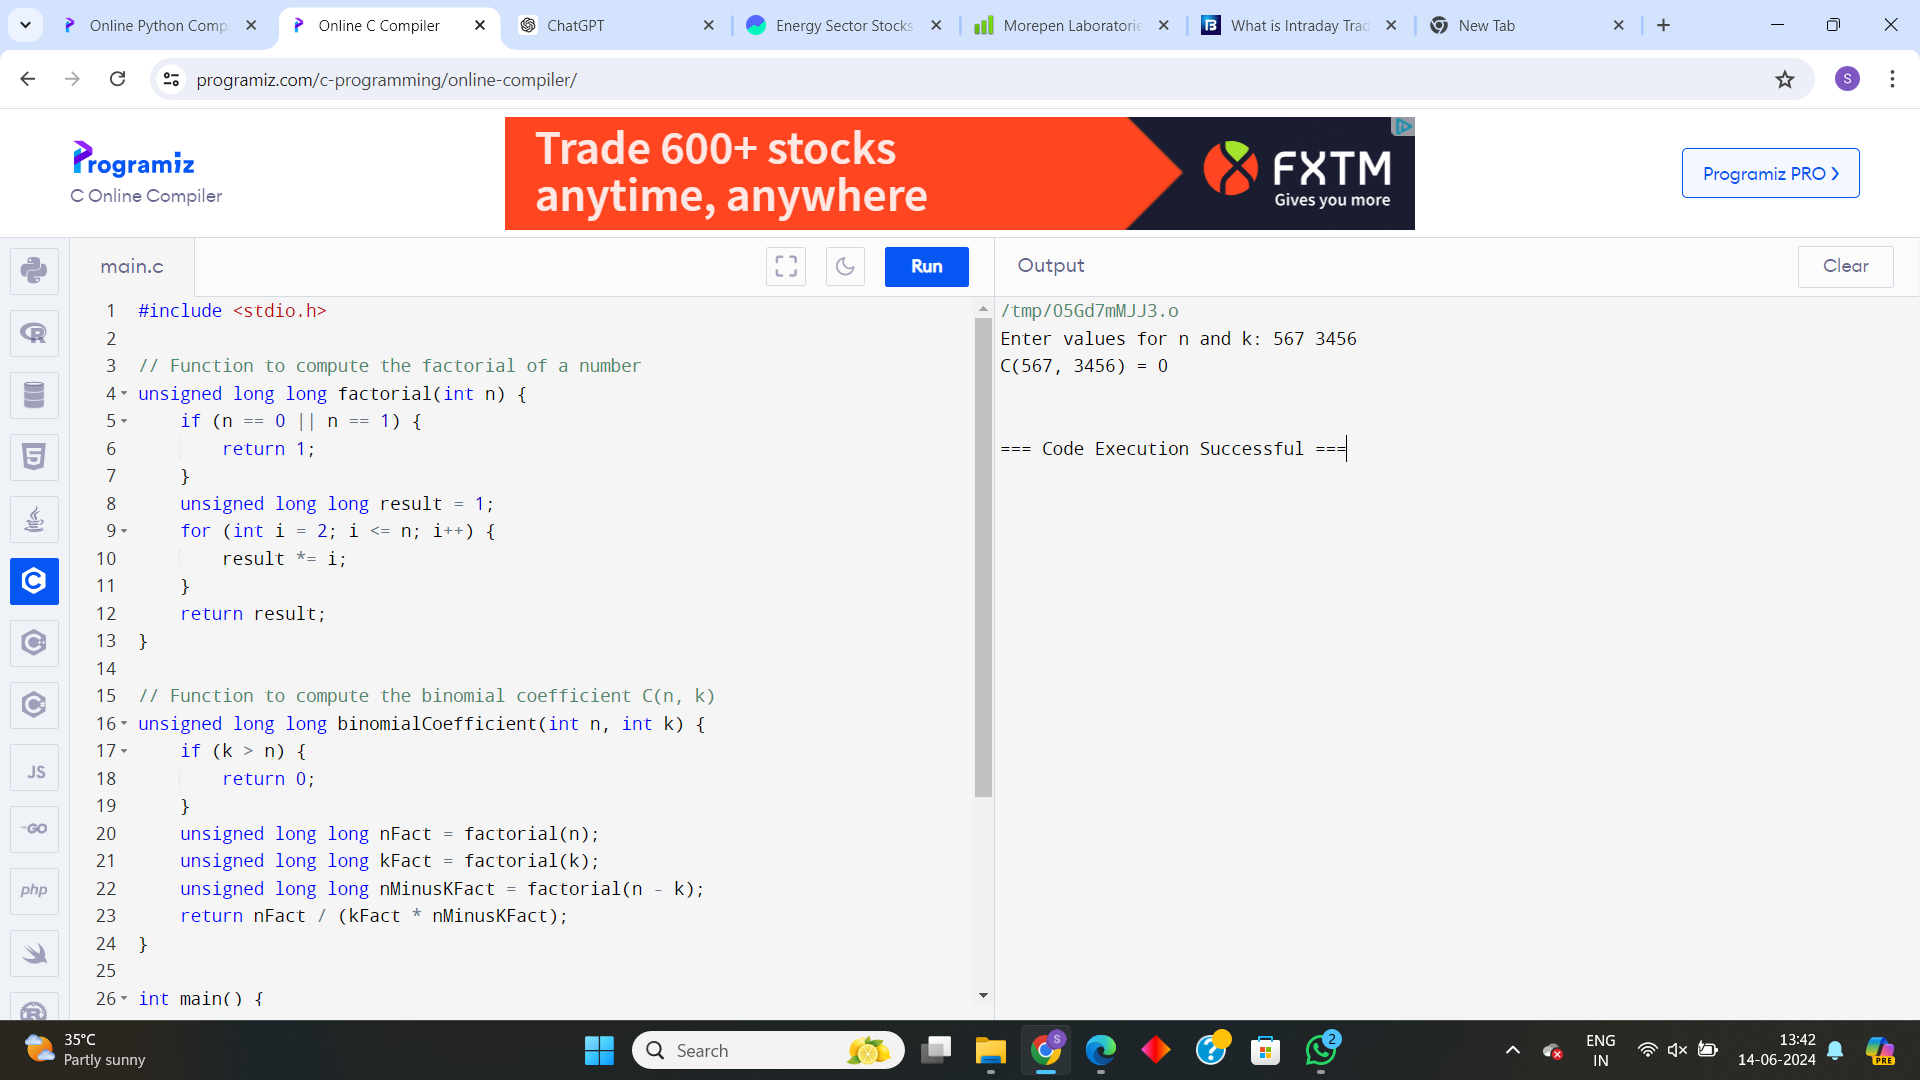 Online Python Comp
Online C Compiler
ChatGPT
Energy Sector Stocks
Morepen Laboratorie
What is Intraday Trad
New Tab
programiz.com/c-programming/online-compiler/
S
Programiz
C Online Compiler
Trade 600+ stocks
anytime, anywhere
FXTM
Gives you more
Programiz PRO
main.c
Run
Output
Clear
1 #include <stdio.h>
2
3 // Function to compute the factorial of a number
4 unsigned long long factorial(int n) {
5 if (n == 0 || n == 1) {
6 return 1;
7 }
8 unsigned long long result = 1;
9 for (int i = 2; i <= n; i++) {
10 result *= i;
11 }
12 return result;
13 }
14
15 // Function to compute the binomial coefficient C(n, k)
16 unsigned long long binomialCoefficient(int n, int k) {
17 if (k > n) {
18 return 0;
19 }
20 unsigned long long nFact = factorial(n);
21 unsigned long long kFact = factorial(k);
22 unsigned long long nMinusKFact = factorial(n - k);
23 return nFact / (kFact * nMinusKFact);
24 }
25
26 int main() {
/tmp/O5Gd7mMJJ3.o
Enter values for n and k: 567 3456
C(567, 3456) = 0
=== Code Execution Successful ===
JS
GO
php
35°C
Partly sunny
Search
S
2
ENG
IN
13:42
14-06-2024
PRE